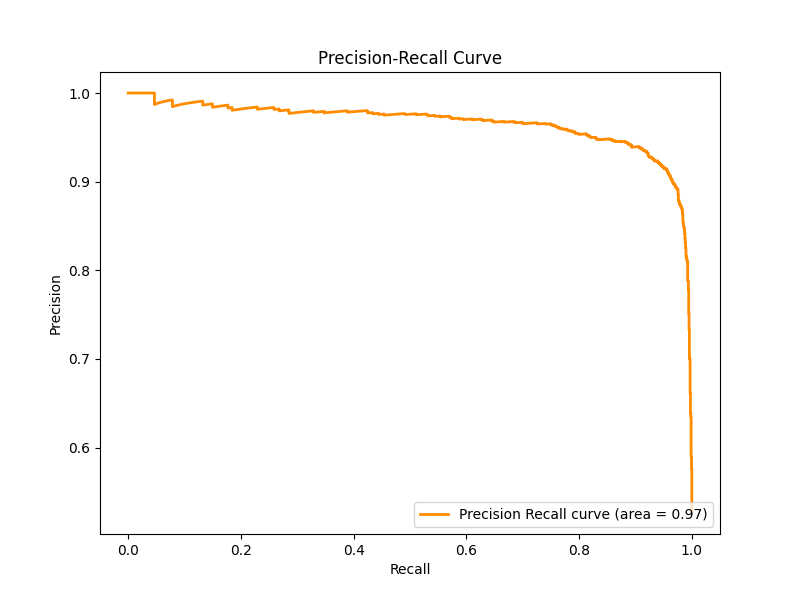 Precision-Recall Curve
Precision
1.0
0.9
0.8
0.7
0.6
Precision Recall curve (area = 0.97)
0.0 0.2 0.4 0.6 0.8 1.0
Recall